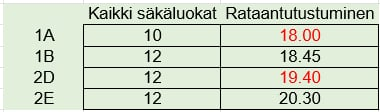 Kaikki säkäluokat Rataantutustuminen
1A 10 18.00
1B 12 18.45
2D 12 19.40
2E 12 20.30